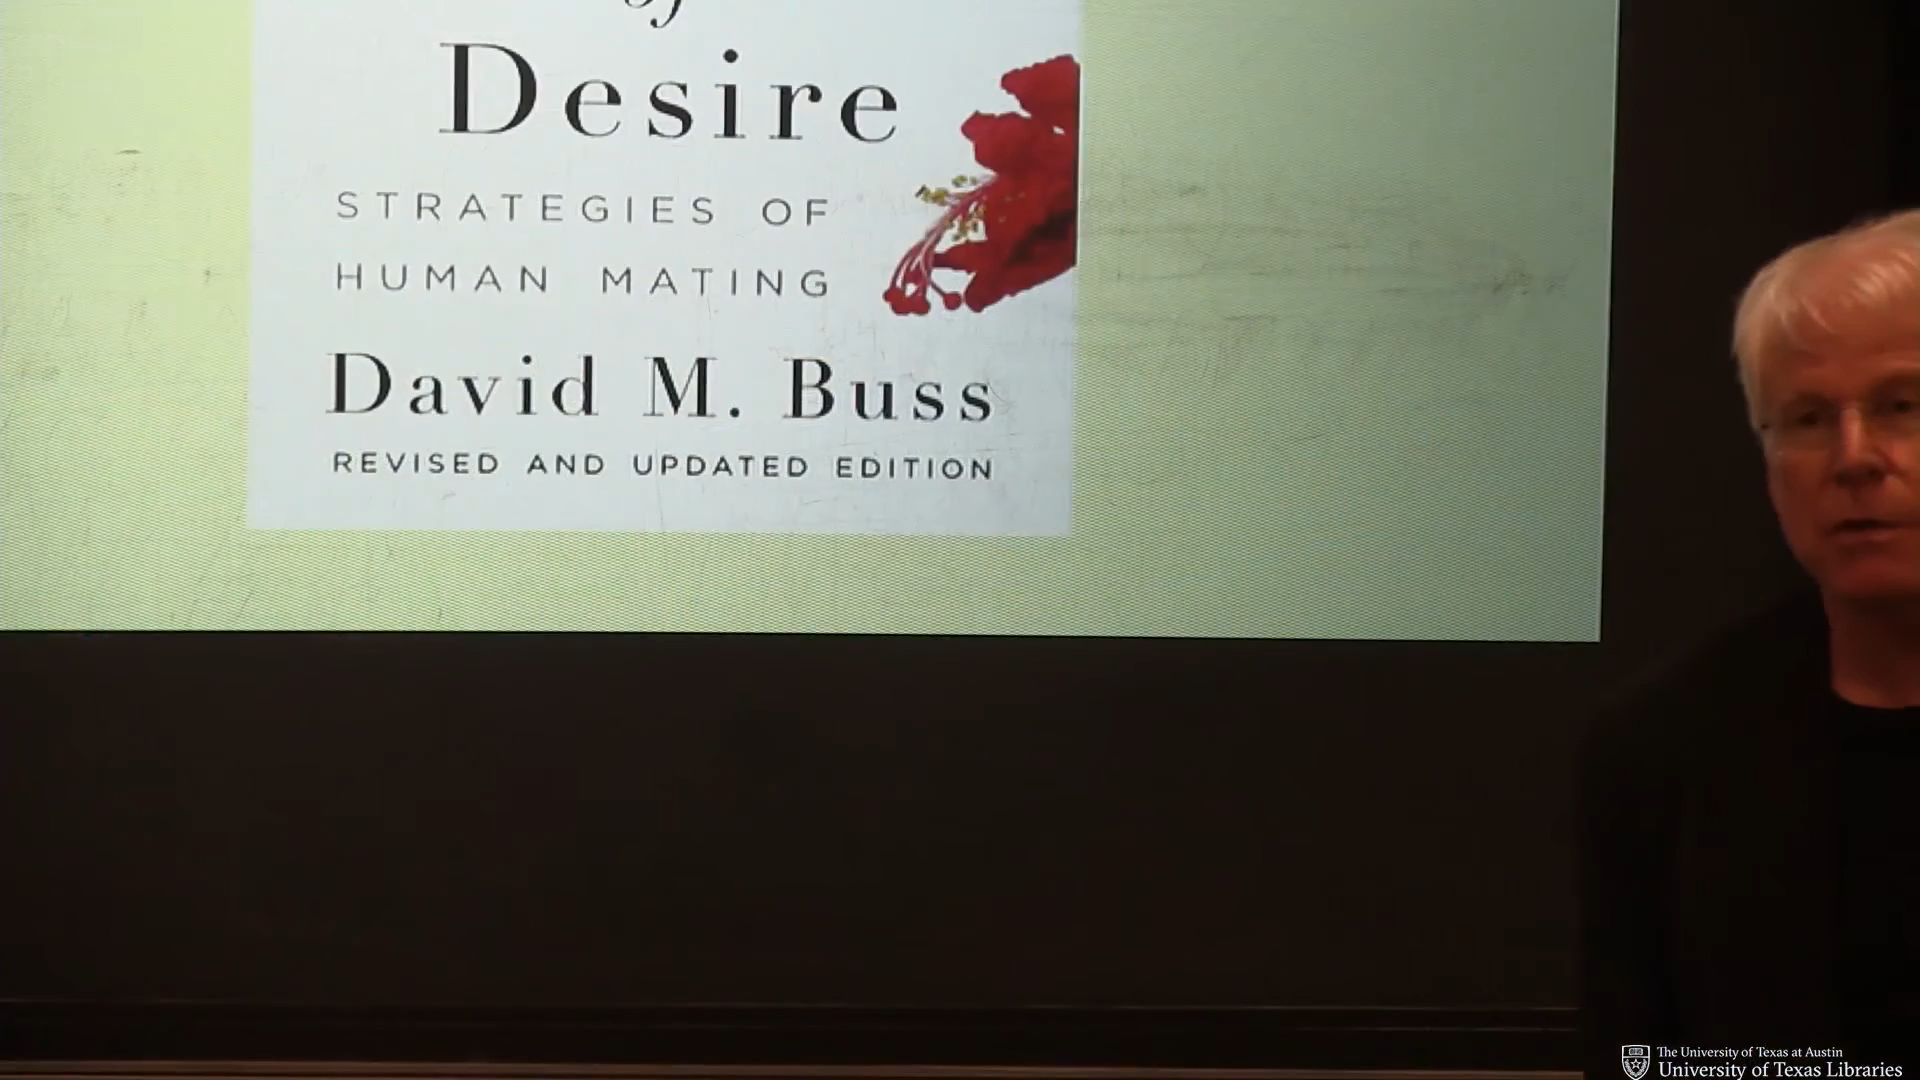 of
Desire
STRATEGIES OF
HUMAN MATING
David M. Buss
REVISED AND UPDATED EDITION
The University of Texas at Austin
University of Texas Libraries